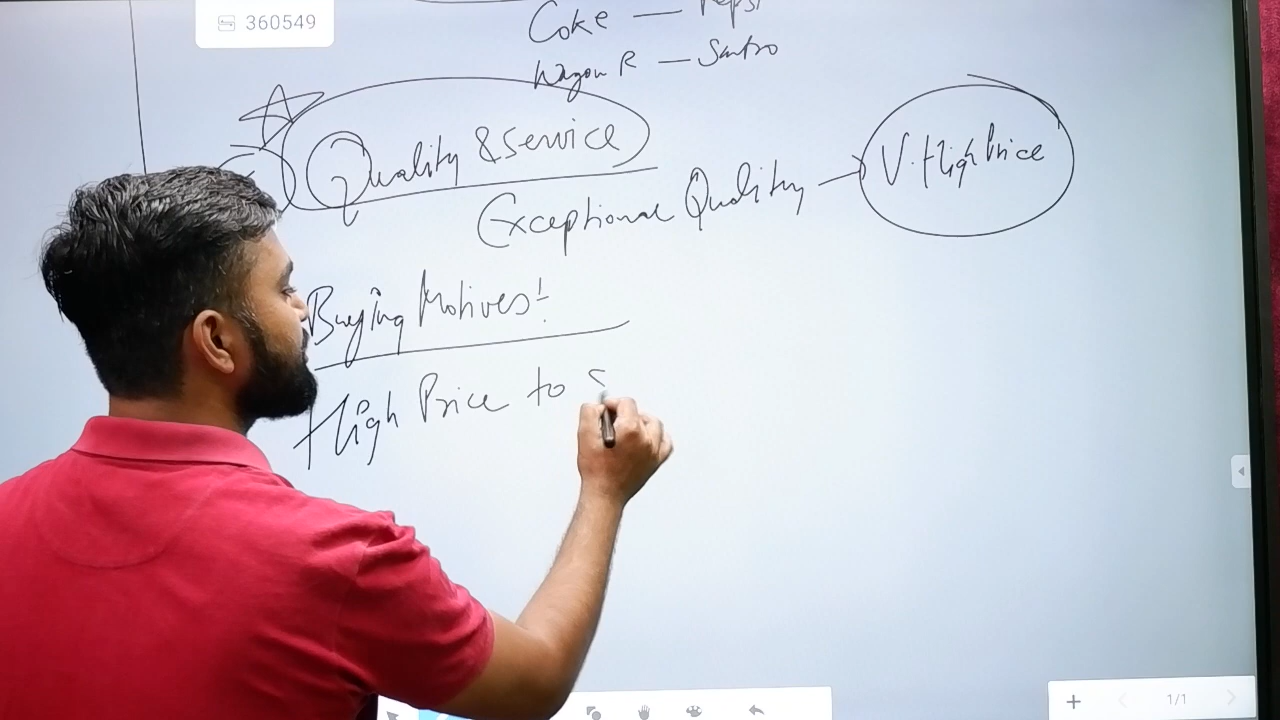 360549
Coke — Pepsi
Wagon R — Santro
Quality & Service
Exceptional Quality → V. High Price
Buying Motives!
High Price to s
1/1